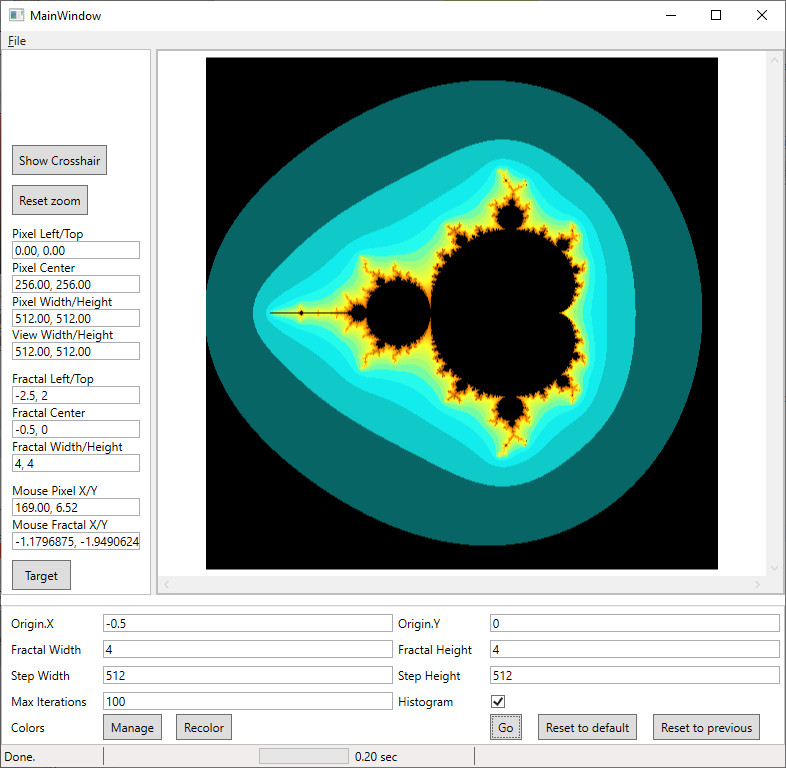 MainWindow
File
Show Crosshair
Reset zoom
Pixel Left/Top
0.00, 0.00
Pixel Center
256.00, 256.00
Pixel Width/Height
512.00, 512.00
View Width/Height
512.00, 512.00
Fractal Left/Top
-2.5, 2
Fractal Center
-0.5, 0
Fractal Width/Height
4, 4
Mouse Pixel X/Y
169.00, 6.52
Mouse Fractal X/Y
-1.1796875, -1.9490624
Target
Origin.X -0.5 Origin.Y 0
Fractal Width 4 Fractal Height 4
Step Width 512 Step Height 512
Max Iterations 100 Histogram
Colors Manage Recolor Go Reset to default Reset to previous
Done. 0.20 sec